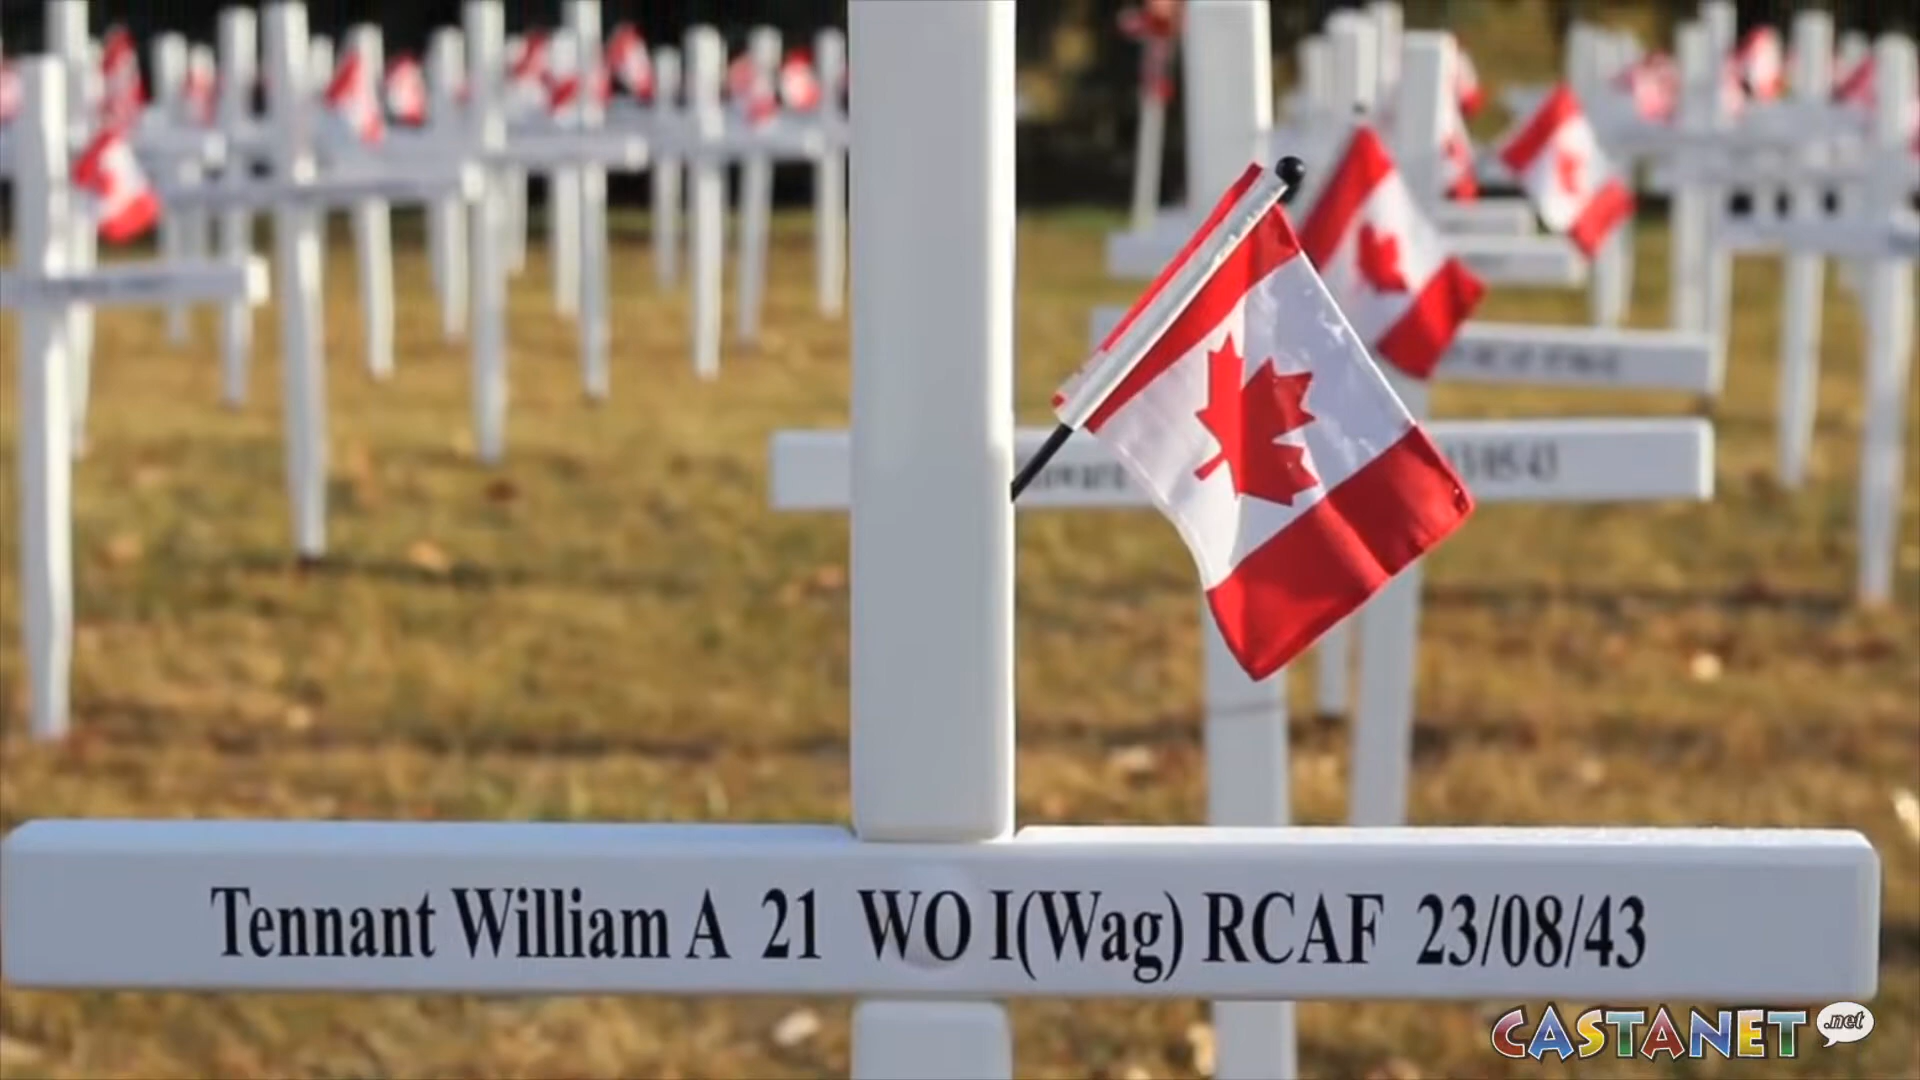 Tennant William A 21 WO I(Wag) RCAF 23/08/43
CASTANET .net